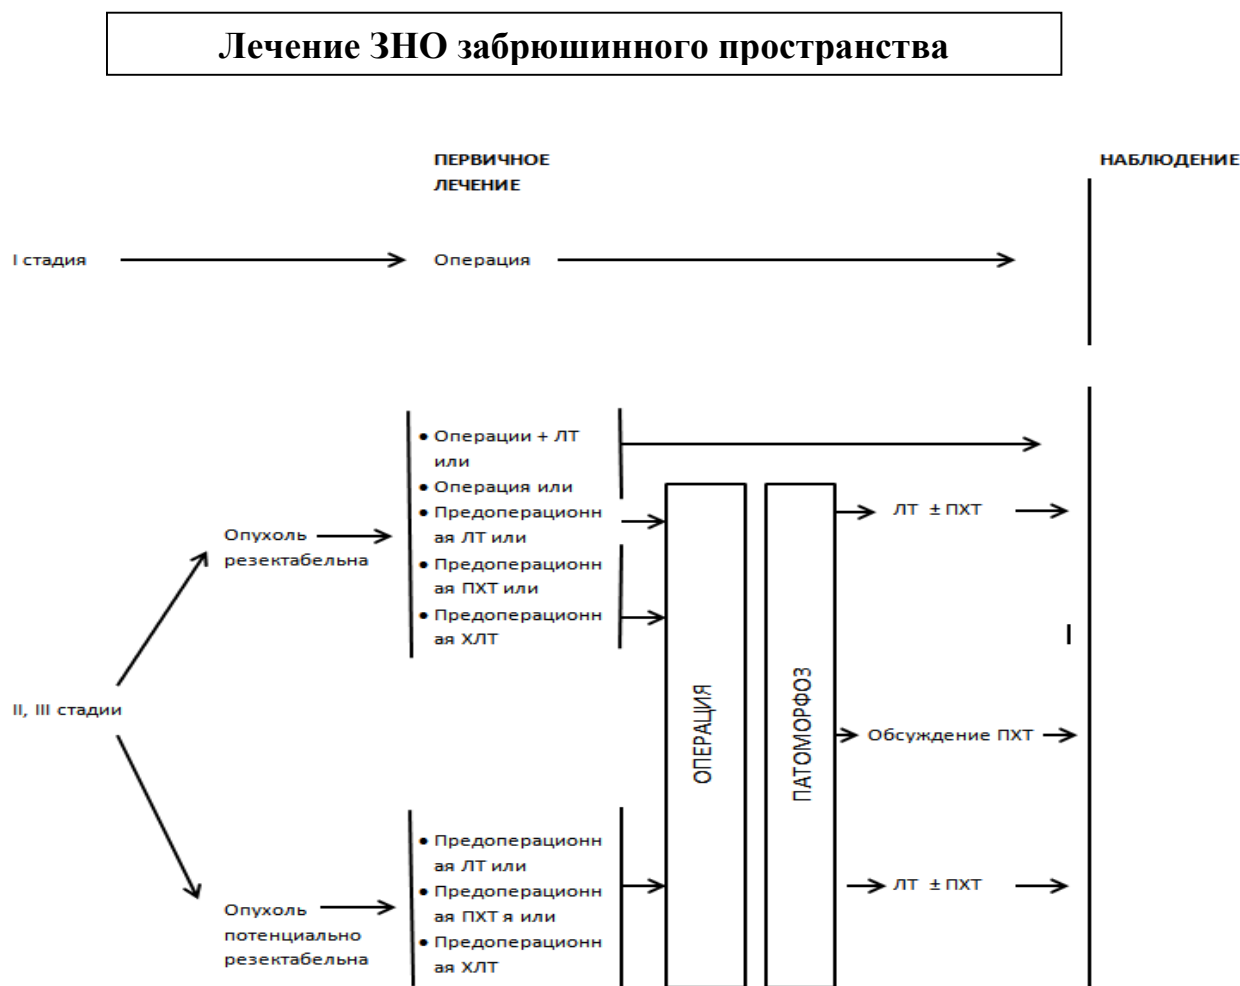 Лечение ЗНО забрюшинного пространства
ПЕРВИЧНОЕ
ЛЕЧЕНИЕ
НАБЛЮДЕНИЕ
I стадия
Операция
• Операции + ЛТ
или
• Операция или
• Предоперационн
ая ЛТ или
• Предоперационн
ая ПХТ или
• Предоперационн
ая ХЛТ
Опухоль
резектабельна
ЛТ ± ПХТ
II, III стадии
ОПЕРАЦИЯ
ПАТОМОРФОЗ
Обсуждение ПХТ
Опухоль
потенциально
резектабельна
• Предоперационн
ая ЛТ или
• Предоперационн
ая ПХТ я или
• Предоперационн
ая ХЛТ
ЛТ ± ПХТ